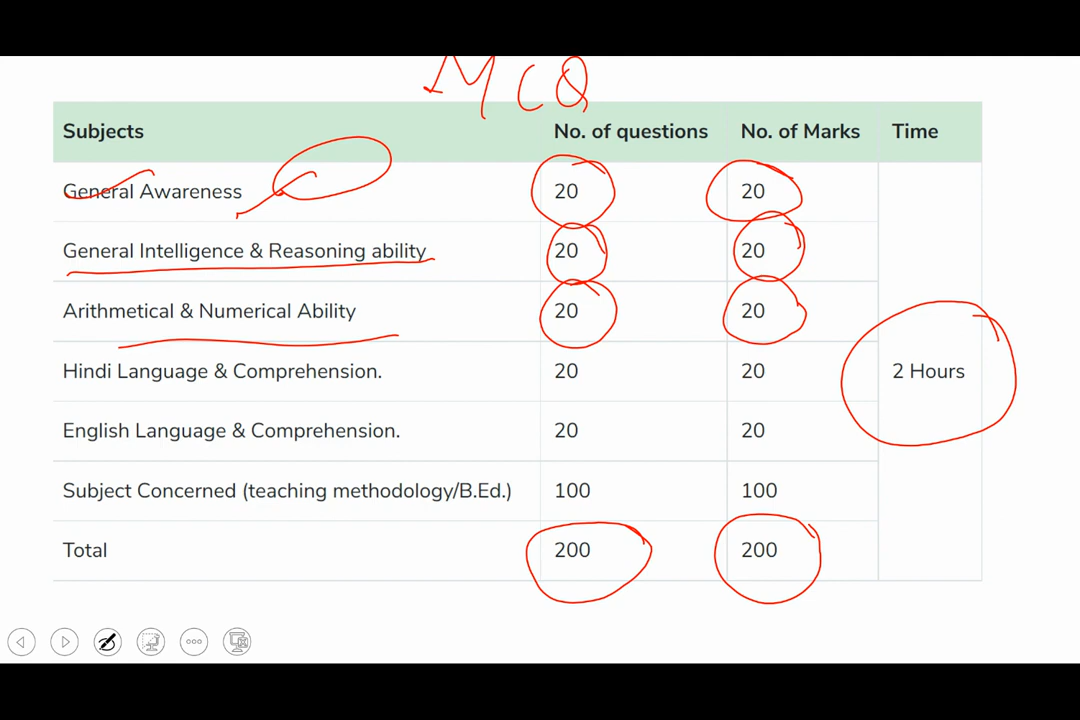 MCQ
Subjects No. of questions No. of Marks Time
General Awareness 20 20
General Intelligence & Reasoning ability 20 20
Arithmetical & Numerical Ability 20 20
Hindi Language & Comprehension. 20 20 2 Hours
English Language & Comprehension. 20 20
Subject Concerned (teaching methodology/B.Ed.) 100 100
Total 200 200